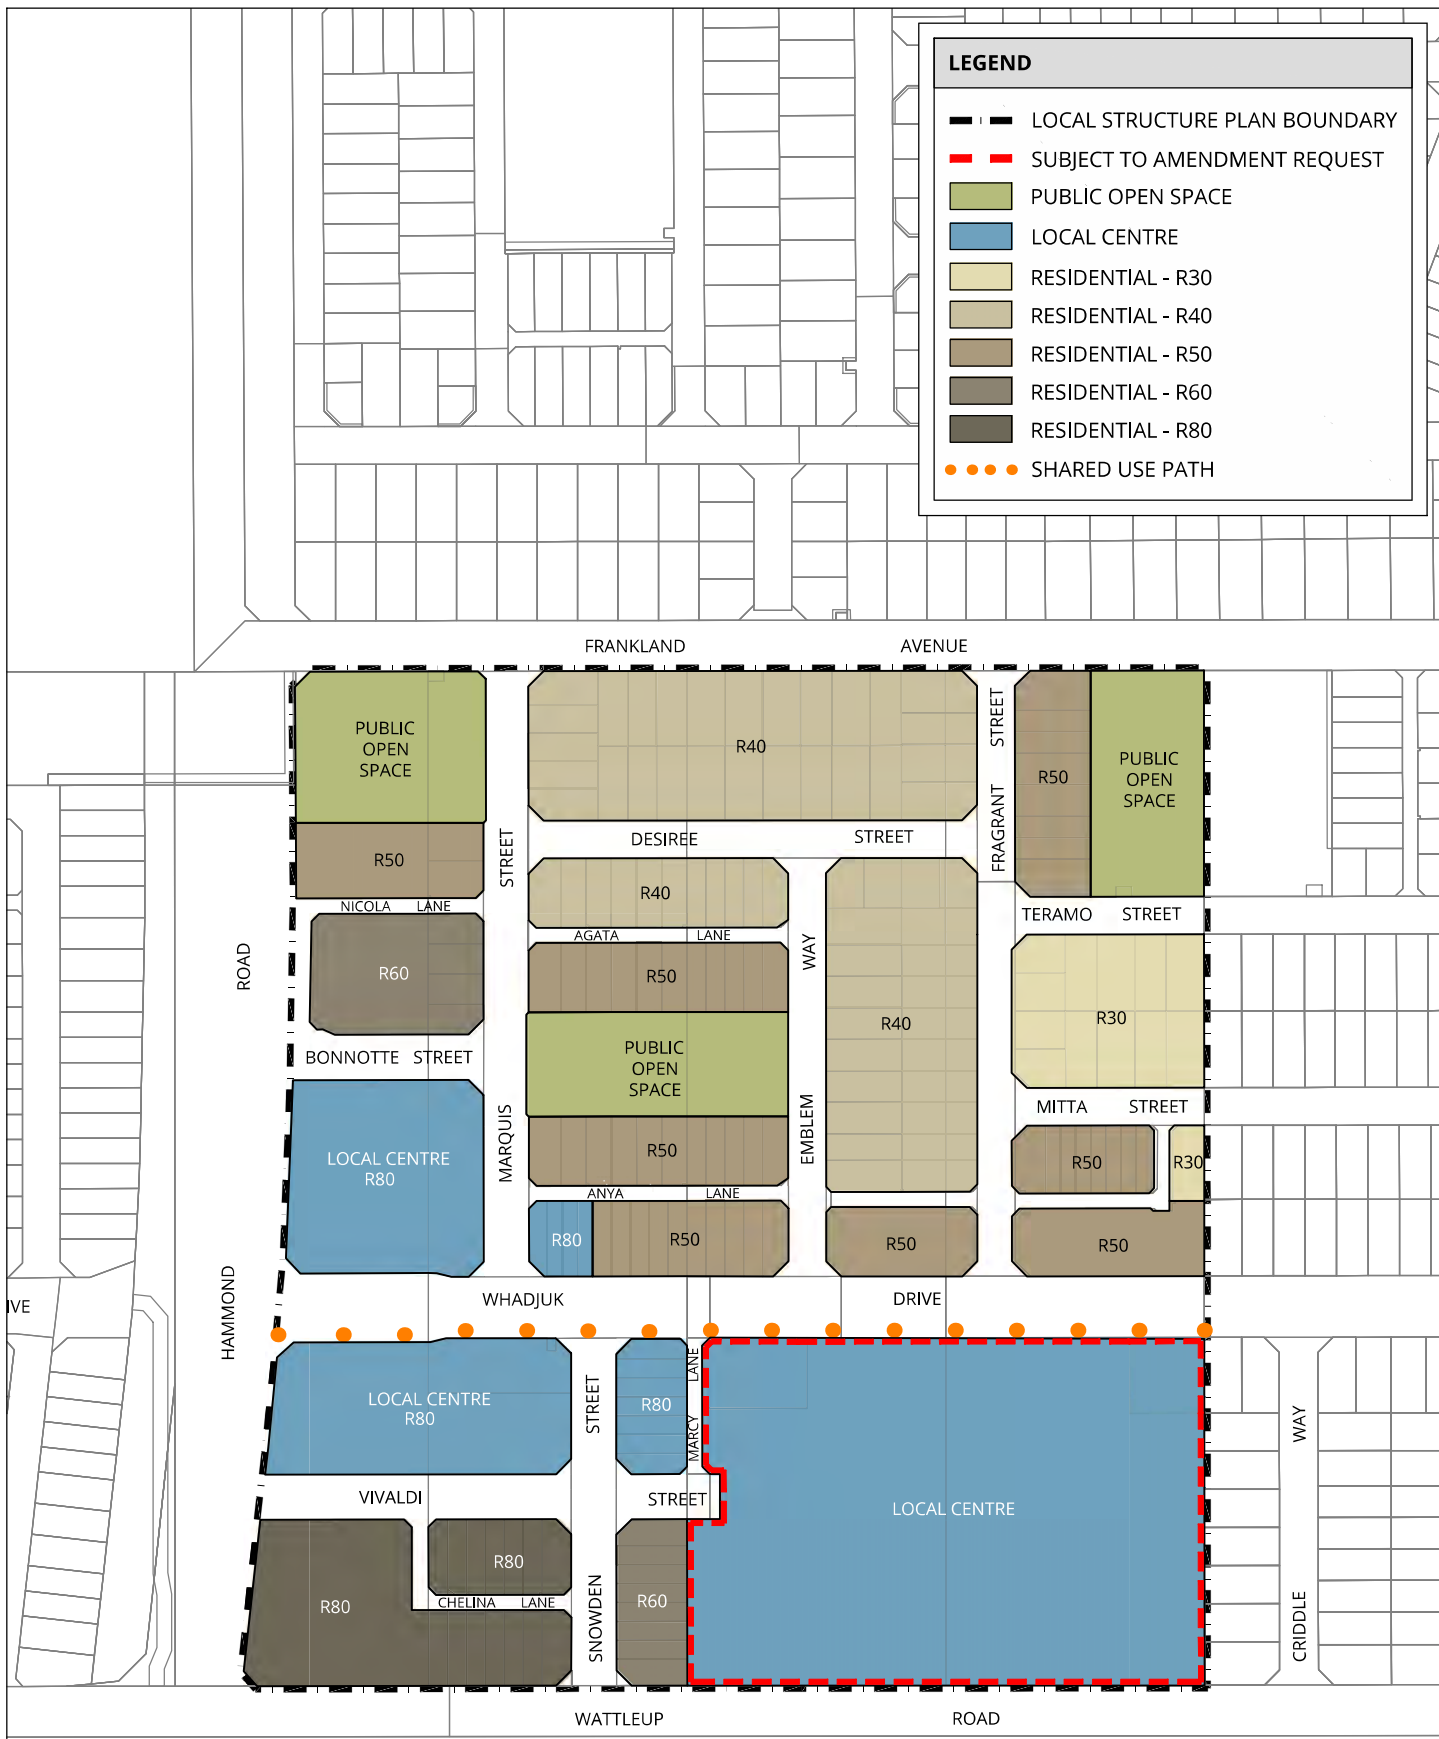 LEGEND
LOCAL STRUCTURE PLAN BOUNDARY
SUBJECT TO AMENDMENT REQUEST
PUBLIC OPEN SPACE
LOCAL CENTRE
RESIDENTIAL - R30
RESIDENTIAL - R40
RESIDENTIAL - R50
RESIDENTIAL - R60
RESIDENTIAL - R80
SHARED USE PATH
FRANKLAND AVENUE
PUBLIC
OPEN
SPACE
R40
STREET
FRAGRANT
R50
PUBLIC
OPEN
SPACE
DESIREE STREET
R50
STREET
MARQUIS
R40
NICOLA LANE
TERAMO STREET
AGATA LANE
WAY
EMBLEM
ROAD
HAMMOND
R60
R50
R40
R30
PUBLIC
OPEN
SPACE
BONNOTTE STREET
MITTA STREET
LOCAL CENTRE
R80
R50
R50
R30
ANYA LANE
R80
R50
R50
R50
IVE
WHADJUK DRIVE
LOCAL CENTRE
R80
STREET
SNOWDEN
R80
LANE
MARCY
WAY
CRIDDLE
VIVALDI STREET
LOCAL CENTRE
R80
R80
CHELINA LANE
R60
WATTLEUP ROAD